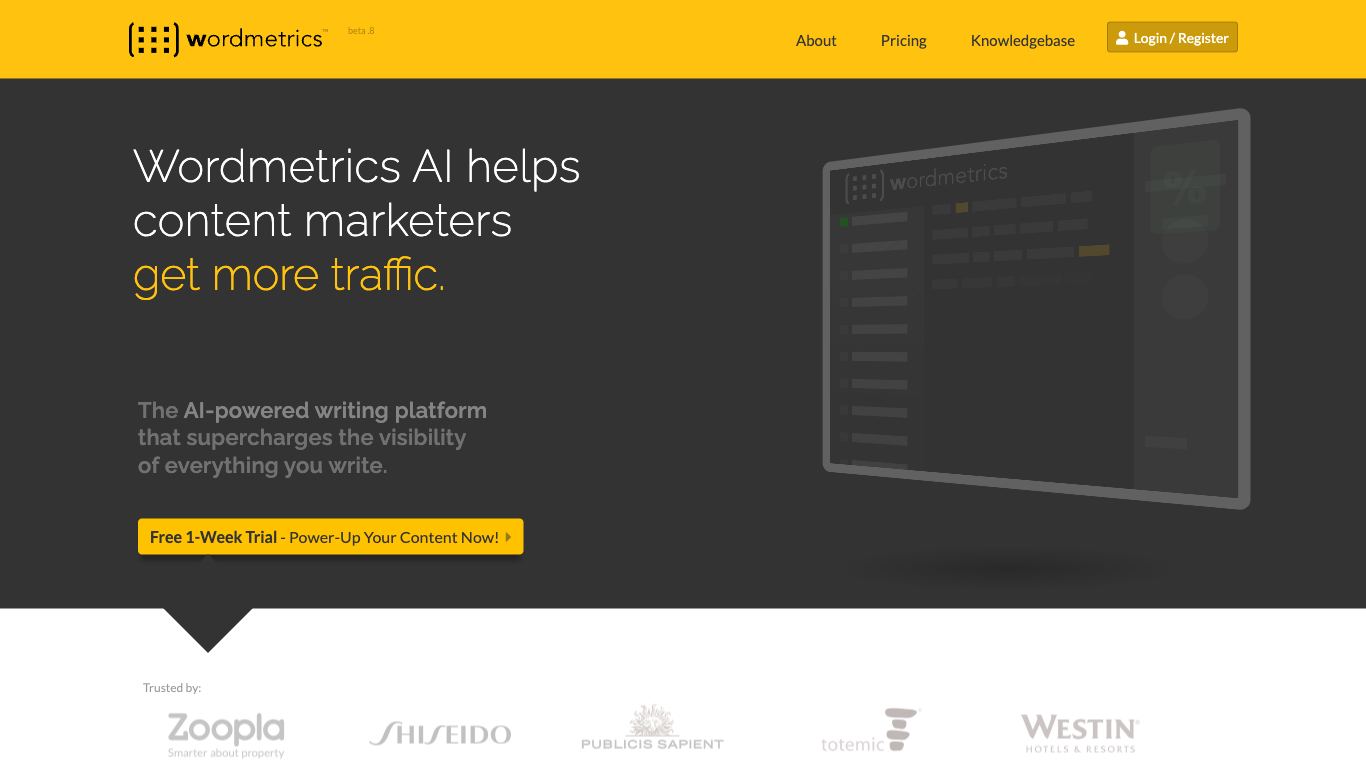 wordmetrics™
beta .8
About
Pricing
Knowledgebase
Login / Register
Wordmetrics AI helps
content marketers
get more traffic.
wordmetrics
%
The AI-powered writing platform
that supercharges the visibility
of everything you write.
Free 1-Week Trial - Power-Up Your Content Now!
Trusted by:
Zoopla
Smarter about property
SHISEIDO
PUBLICIS SAPIENT
totemic
WESTIN®
HOTELS & RESORTS